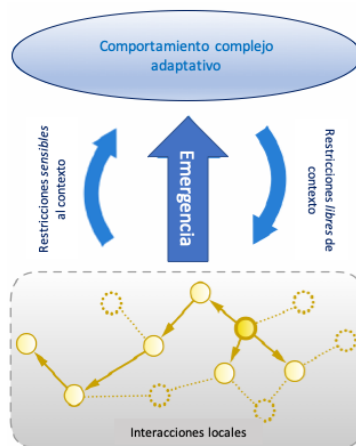 Comportamiento complejo
adaptativo
Restricciones sensibles
al contexto
Emergencia
Restricciones libres de
contexto
Interacciones locales